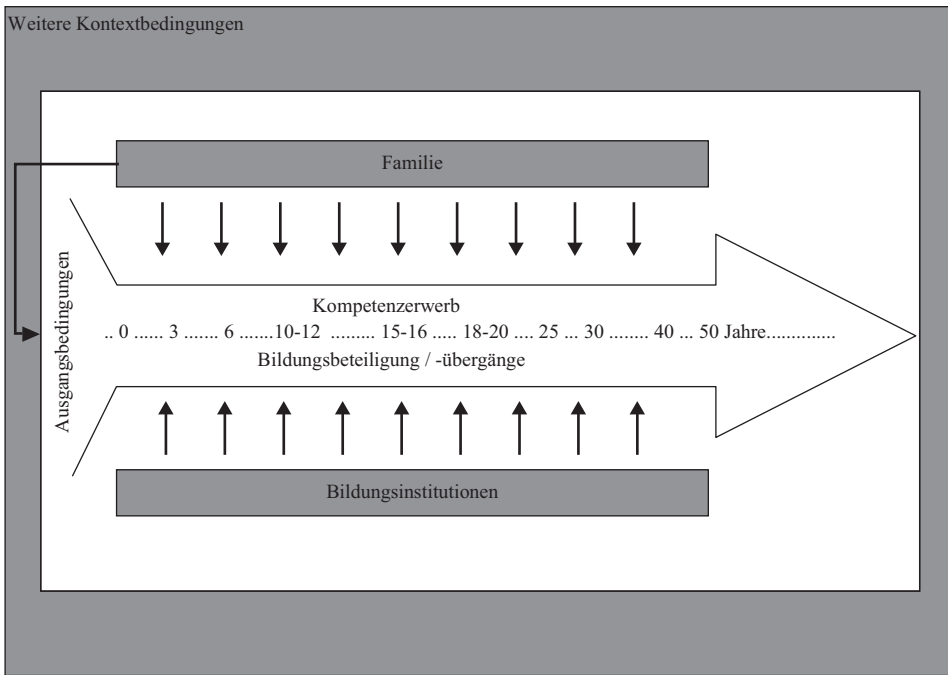 Weitere Kontextbedingungen
Familie
Ausgangsbedingungen
Kompetenzerwerb
.. 0 ...... 3 ....... 6 .......10-12 ......... 15-16 ..... 18-20 .... 25 ... 30 ........ 40 ... 50 Jahre..............
Bildungsbeteiligung / -übergänge
Bildungsinstitutionen